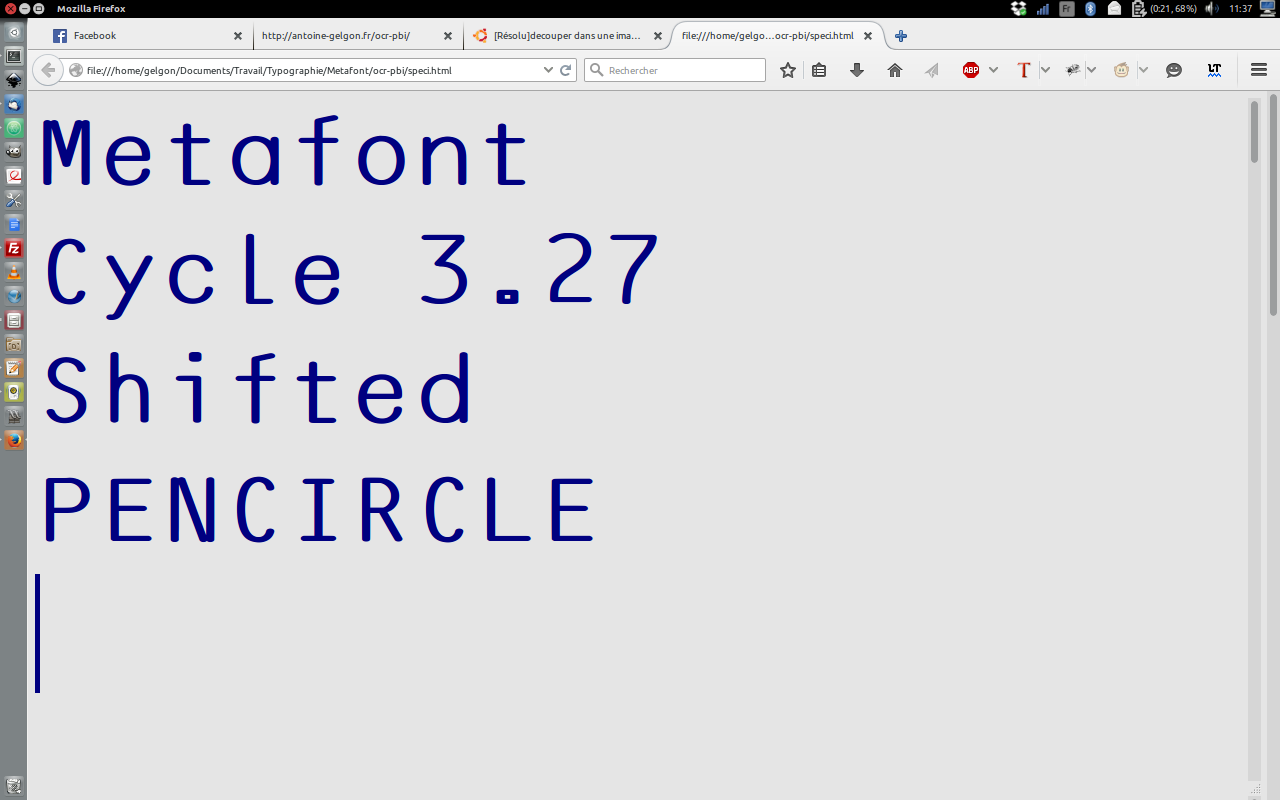 Mozilla Firefox
Fr
(0:21, 68%)
11:37
Facebook
http://antoine-gelgon.fr/ocr-pbi/
[Résolu]decouper dans une ima...
file:///home/gelgo...ocr-pbi/speci.html
file:///home/gelgon/Documents/Travail/Typographie/Metafont/ocr-pbi/speci.html
Rechercher
ABP
T
LT
Metafont
Cycle 3.27
Shifted
PENCIRCLE
Fz